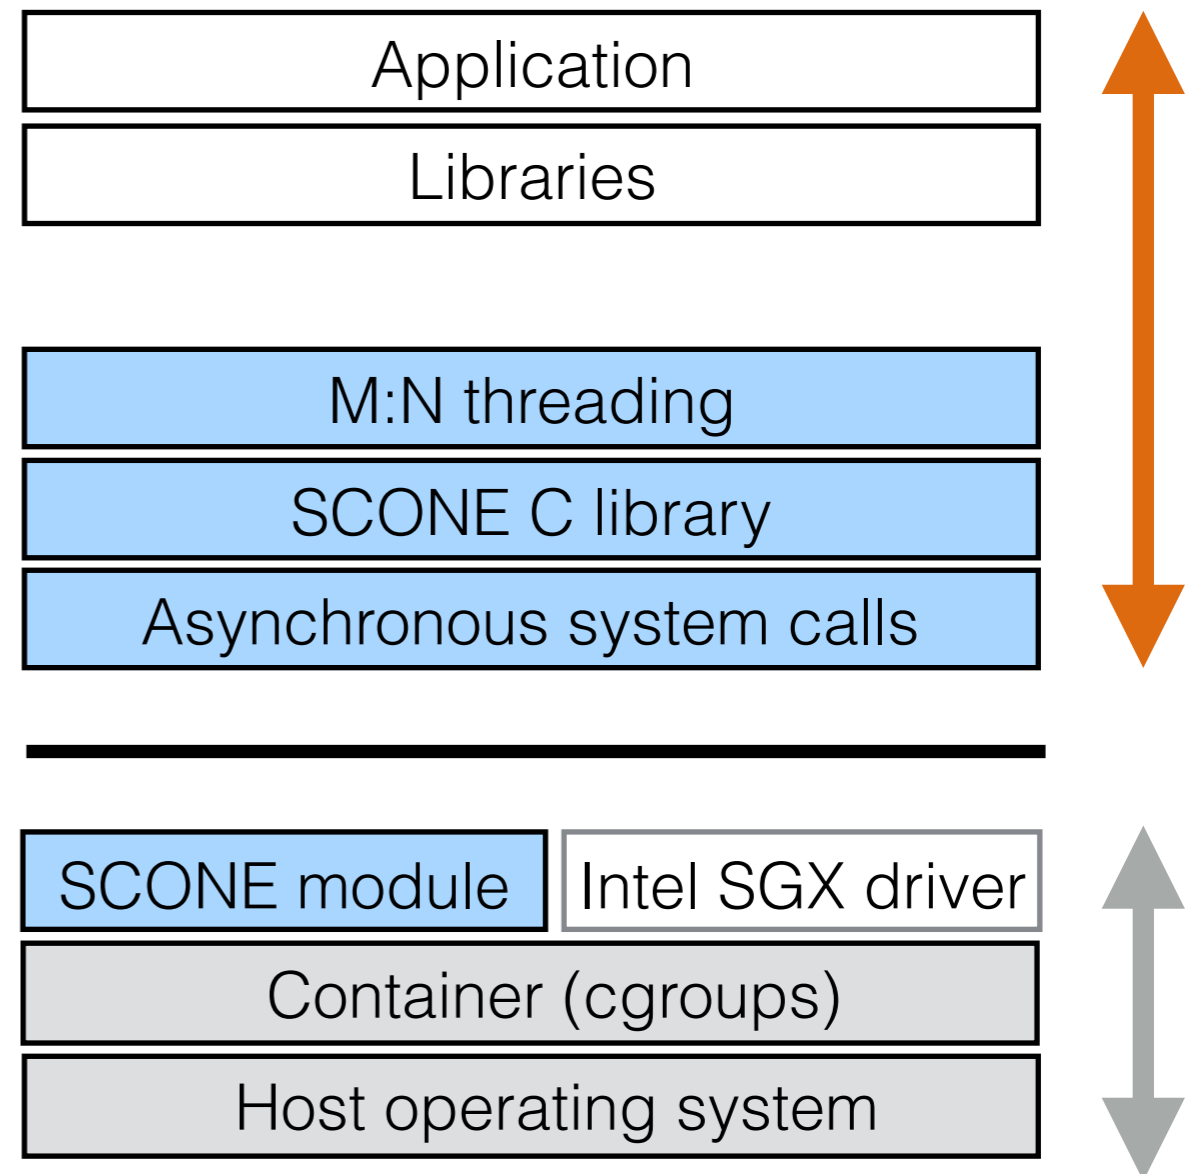 Application
Libraries
M:N threading
SCONE C library
Asynchronous system calls
SCONE module
Intel SGX driver
Container (cgroups)
Host operating system